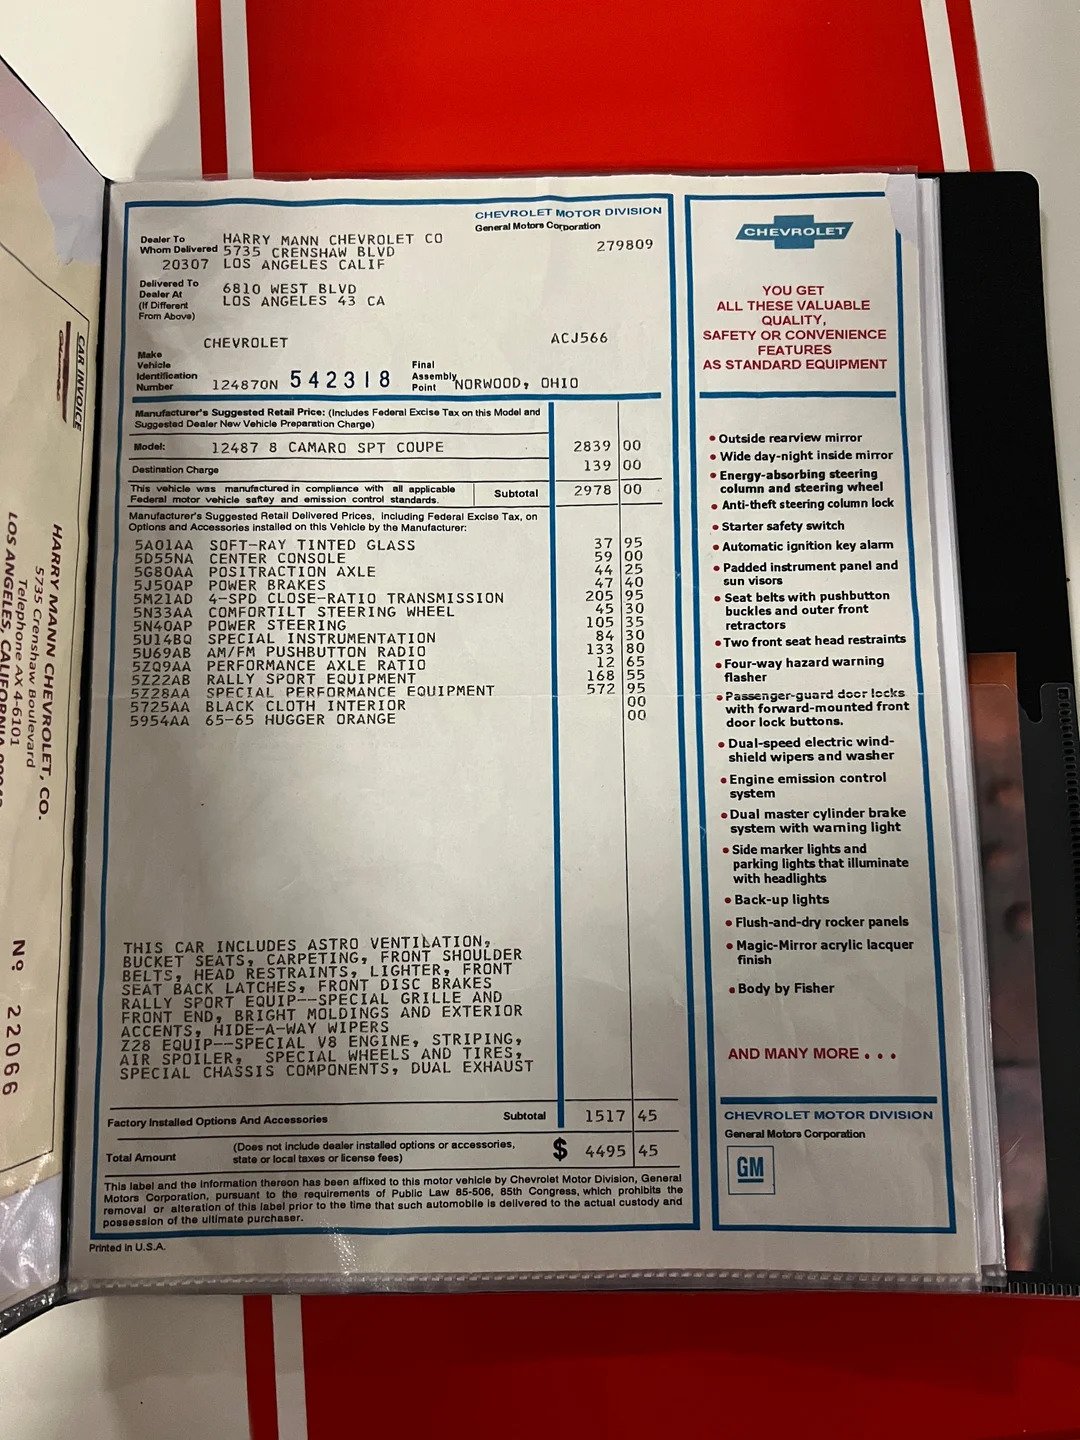 CHEVROLET MOTOR DIVISION
General Motors Corporation
279809
Dealer To
Whom Delivered
HARRY MANN CHEVROLET CO
5735 CRENSHAW BLVD
20307 LOS ANGELES CALIF
Delivered To
Dealer At
(If Different
From Above)
6810 WEST BLVD
LOS ANGELES 43 CA
CHEVROLET
ACJ566
Make
Vehicle
Identification
Number
124870N 542318
Final
Assembly
Point
NORWOOD, OHIO
Manufacturer's Suggested Retail Price: (Includes Federal Excise Tax on this Model and
Suggested Dealer New Vehicle Preparation Charge)
Model: 12487 8 CAMARO SPT COUPE 2839 00
Destination Charge 139 00
This vehicle was manufactured in compliance with all applicable
Federal motor vehicle saftey and emission control standards.
Subtotal 2978 00
Manufacturer's Suggested Retail Delivered Prices, including Federal Excise Tax, on
Options and Accessories installed on this Vehicle by the Manufacturer:
5A01AA SOFT-RAY TINTED GLASS 37 95
5D55NA CENTER CONSOLE 59 00
5G80AA POSITRACTION AXLE 44 25
5J50AP POWER BRAKES 47 40
5M21AD 4-SPD CLOSE-RATIO TRANSMISSION 205 95
5N33AA COMFORTILT STEERING WHEEL 45 30
5N40AP POWER STEERING 105 35
5U14BQ SPECIAL INSTRUMENTATION 84 30
5U69AB AM/FM PUSHBUTTON RADIO 133 80
5ZQ9AA PERFORMANCE AXLE RATIO 12 65
5Z22AB RALLY SPORT EQUIPMENT 168 55
5Z28AA SPECIAL PERFORMANCE EQUIPMENT 572 95
5725AA BLACK CLOTH INTERIOR 00
5954AA 65-65 HUGGER ORANGE 00
THIS CAR INCLUDES ASTRO VENTILATION,
BUCKET SEATS, CARPETING, FRONT SHOULDER
BELTS, HEAD RESTRAINTS, LIGHTER, FRONT
SEAT BACK LATCHES, FRONT DISC BRAKES
RALLY SPORT EQUIP--SPECIAL GRILLE AND
FRONT END, BRIGHT MOLDINGS AND EXTERIOR
ACCENTS, HIDE-A-WAY WIPERS
Z28 EQUIP--SPECIAL V8 ENGINE, STRIPING,
AIR SPOILER, SPECIAL WHEELS AND TIRES,
SPECIAL CHASSIS COMPONENTS, DUAL EXHAUST
Factory Installed Options And Accessories Subtotal 1517 45
Total Amount
(Does not include dealer installed options or accessories,
state or local taxes or license fees)
$ 4495 45
This label and the information thereon has been affixed to this motor vehicle by Chevrolet Motor Division, General
Motors Corporation, pursuant to the requirements of Public Law 85-506, 85th Congress, which prohibits the
removal or alteration of this label prior to the time that such automobile is delivered to the actual custody and
possession of the ultimate purchaser.
Printed in U.S.A.
CHEVROLET
YOU GET
ALL THESE VALUABLE
QUALITY,
SAFETY OR CONVENIENCE
FEATURES
AS STANDARD EQUIPMENT
• Outside rearview mirror
• Wide day-night inside mirror
• Energy-absorbing steering
column and steering wheel
• Anti-theft steering column lock
• Starter safety switch
• Automatic ignition key alarm
• Padded instrument panel and
sun visors
• Seat belts with pushbutton
buckles and outer front
retractors
• Two front seat head restraints
• Four-way hazard warning
flasher
• Passenger-guard door locks
with forward-mounted front
door lock buttons.
• Dual-speed electric wind-
shield wipers and washer
• Engine emission control
system
• Dual master cylinder brake
system with warning light
• Side marker lights and
parking lights that illuminate
with headlights
• Back-up lights
• Flush-and-dry rocker panels
• Magic-Mirror acrylic lacquer
finish
• Body by Fisher
AND MANY MORE . . .
CHEVROLET MOTOR DIVISION
General Motors Corporation
GM
CAR INVOICE
HARRY MANN CHEVROLET, CO.
5735 Crenshaw Boulevard
Telephone AX 4-6101
LOS ANGELES, CALIFORNIA
Nº 22066